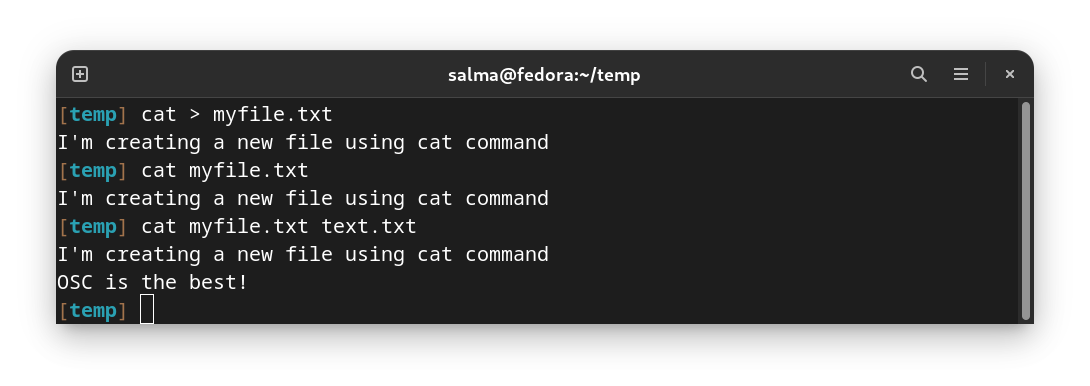 salma@fedora:~/temp
[temp] cat > myfile.txt
I'm creating a new file using cat command
[temp] cat myfile.txt
I'm creating a new file using cat command
[temp] cat myfile.txt text.txt
I'm creating a new file using cat command
OSC is the best!
[temp]